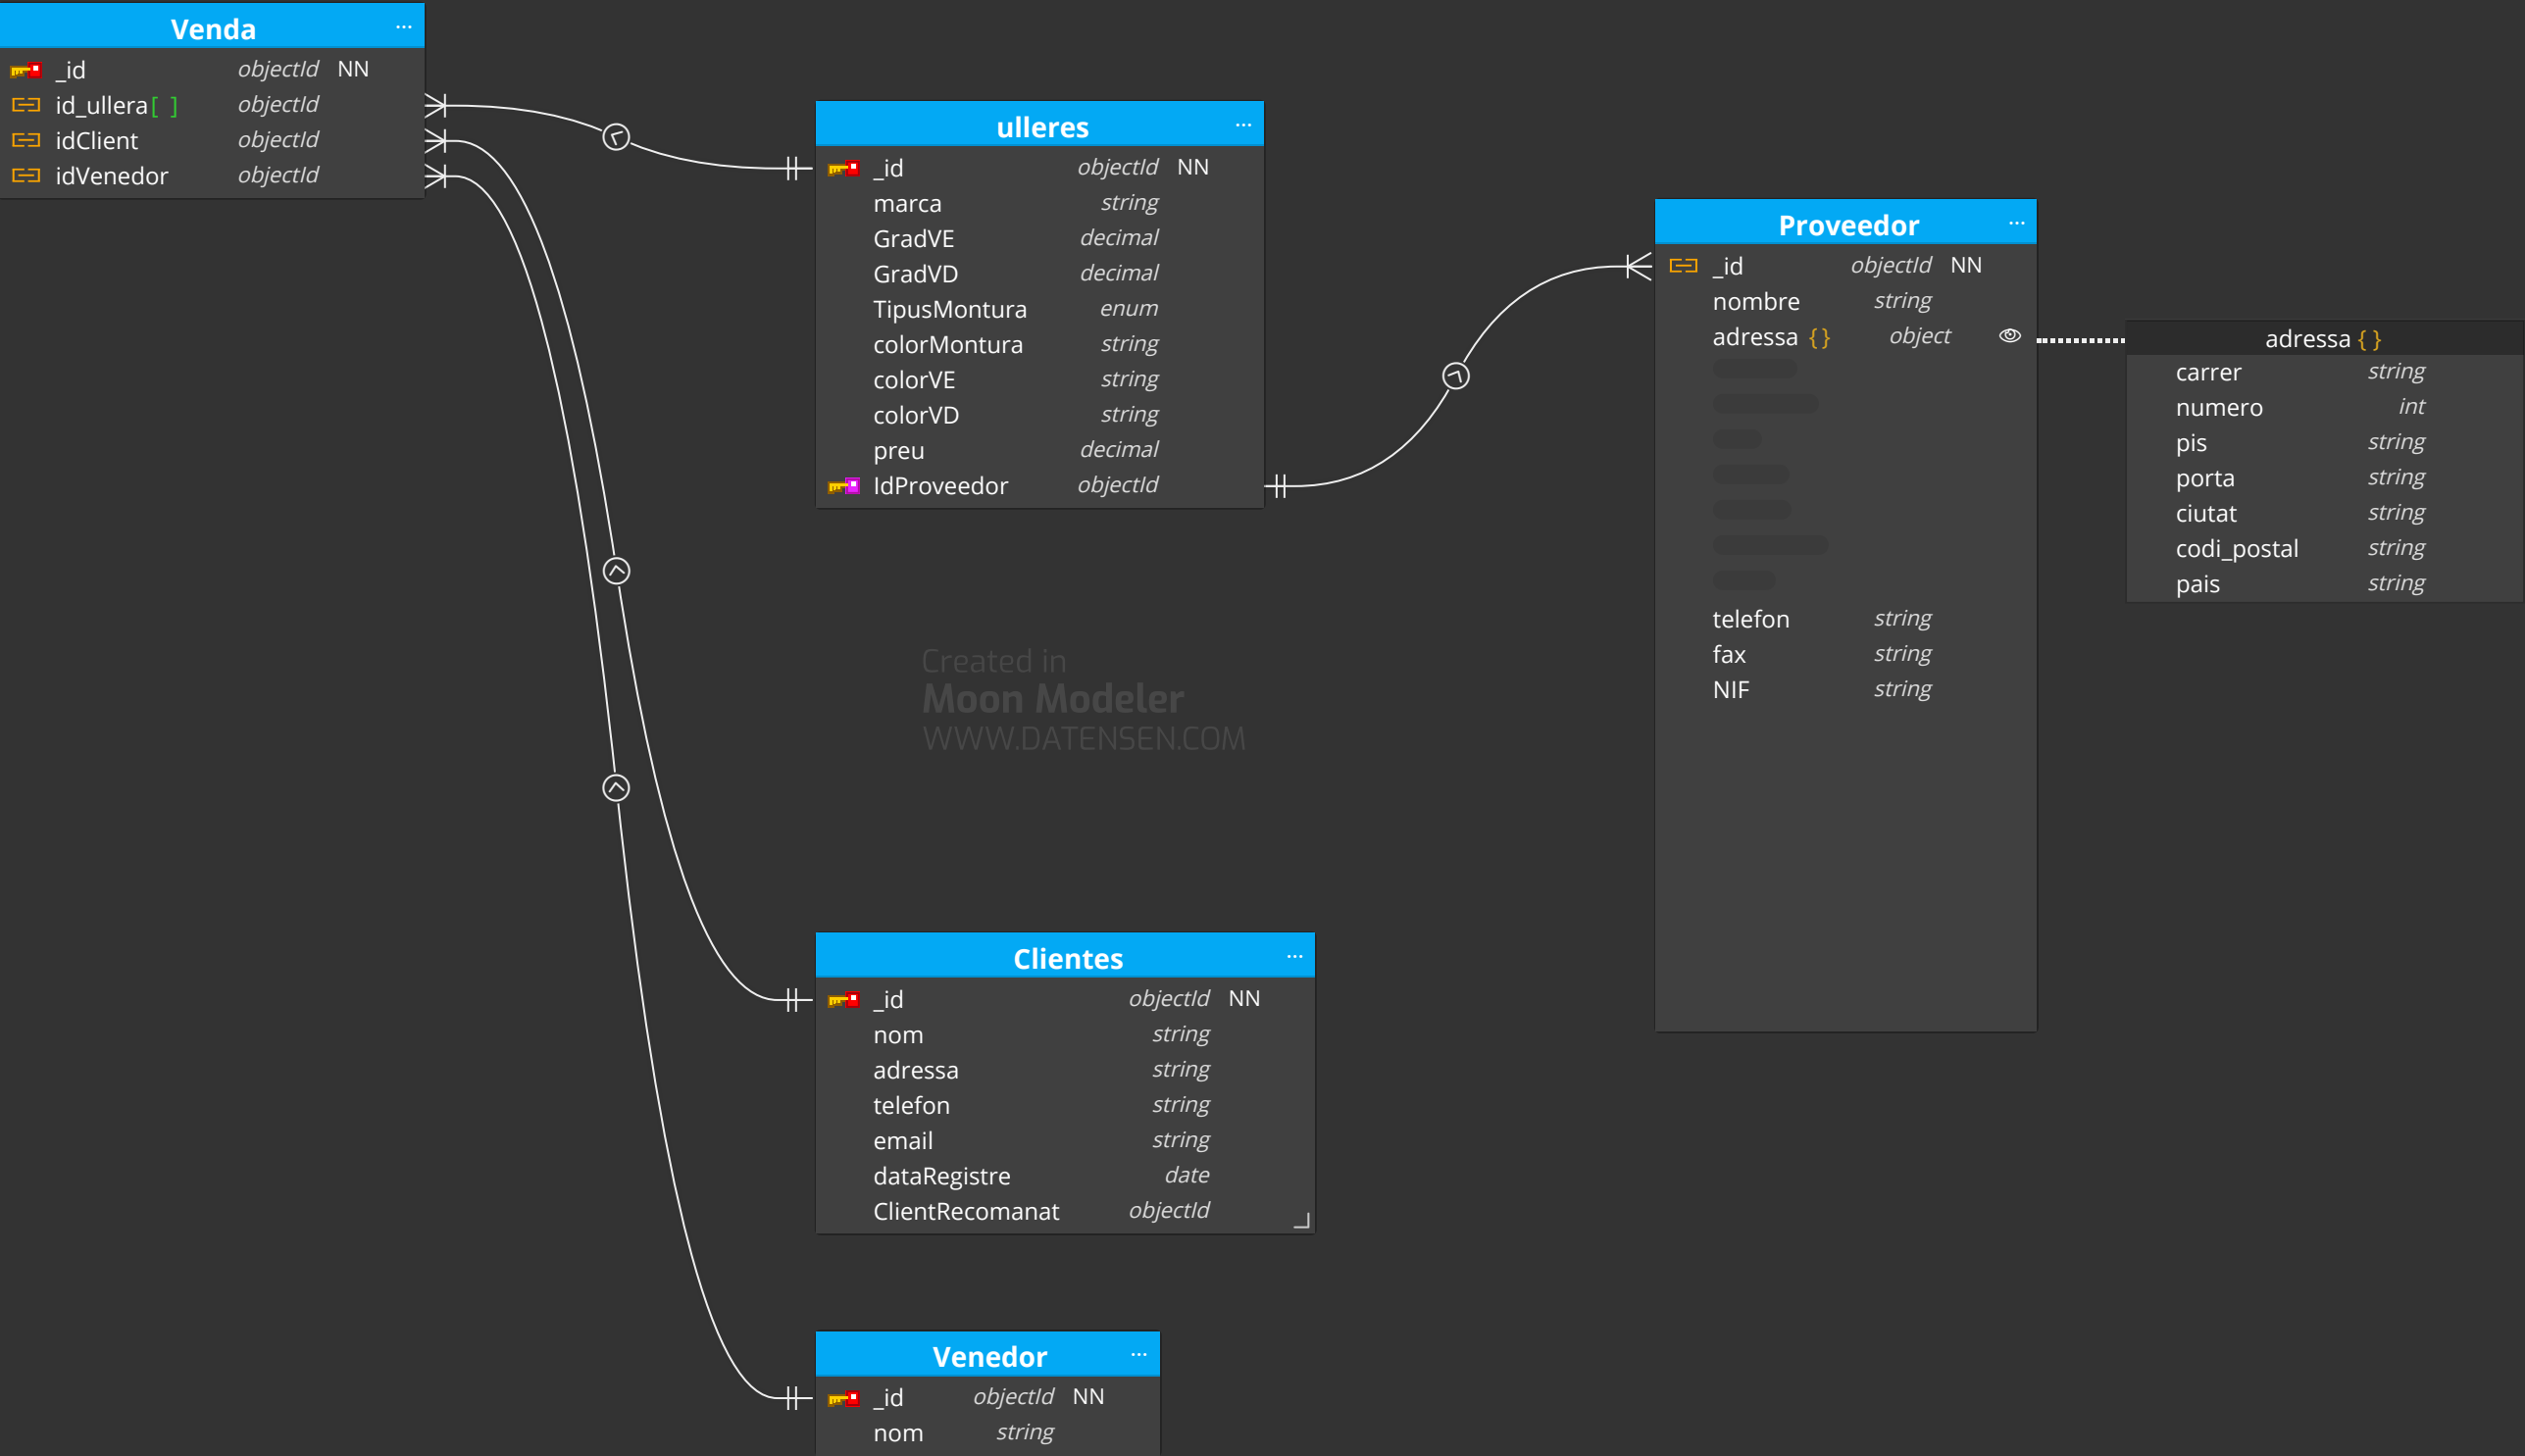 Venda ...
_id objectId NN
id_ullera[ ] objectId
idClient objectId
idVenedor objectId
ulleres ...
_id objectId NN
marca string
GradVE decimal
GradVD decimal
TipusMontura enum
colorMontura string
colorVE string
colorVD string
preu decimal
IdProveedor objectId
Proveedor ...
_id objectId NN
nombre string
adressa {} object
telefon string
fax string
NIF string
adressa {}
carrer string
numero int
pis string
porta string
ciutat string
codi_postal string
pais string
Created in
Moon Modeler
WWW.DATENSEN.COM
Clientes ...
_id objectId NN
nom string
adressa string
telefon string
email string
dataRegistre date
ClientRecomanat objectId
Venedor ...
_id objectId NN
nom string